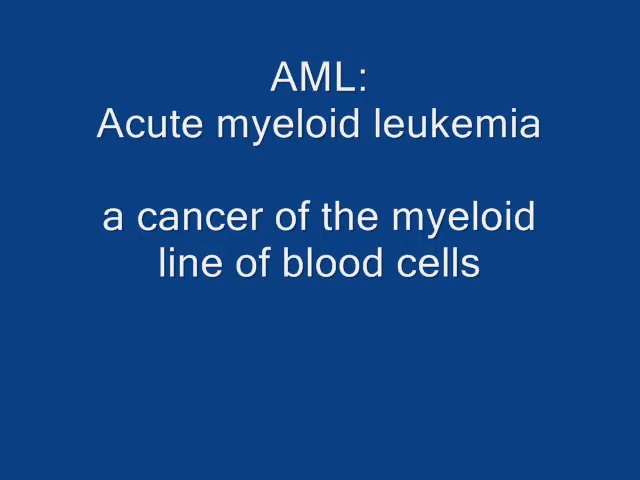 AML:
Acute myeloid leukemia
a cancer of the myeloid
line of blood cells